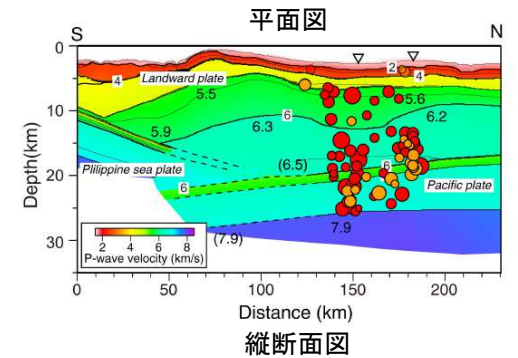 平面図
S
N
0
2
4
4
Landward plate
5.5
5.6
10
6
6.2
6.3
5.9
Depth(km)
(6.5)
6
20
Plilippine sea plate
Pacific plate
6
7.9
(7.9)
30
2 4 6 8
P-wave velocity (km/s)
0 50 100 150 200
Distance (km)
縦断面図